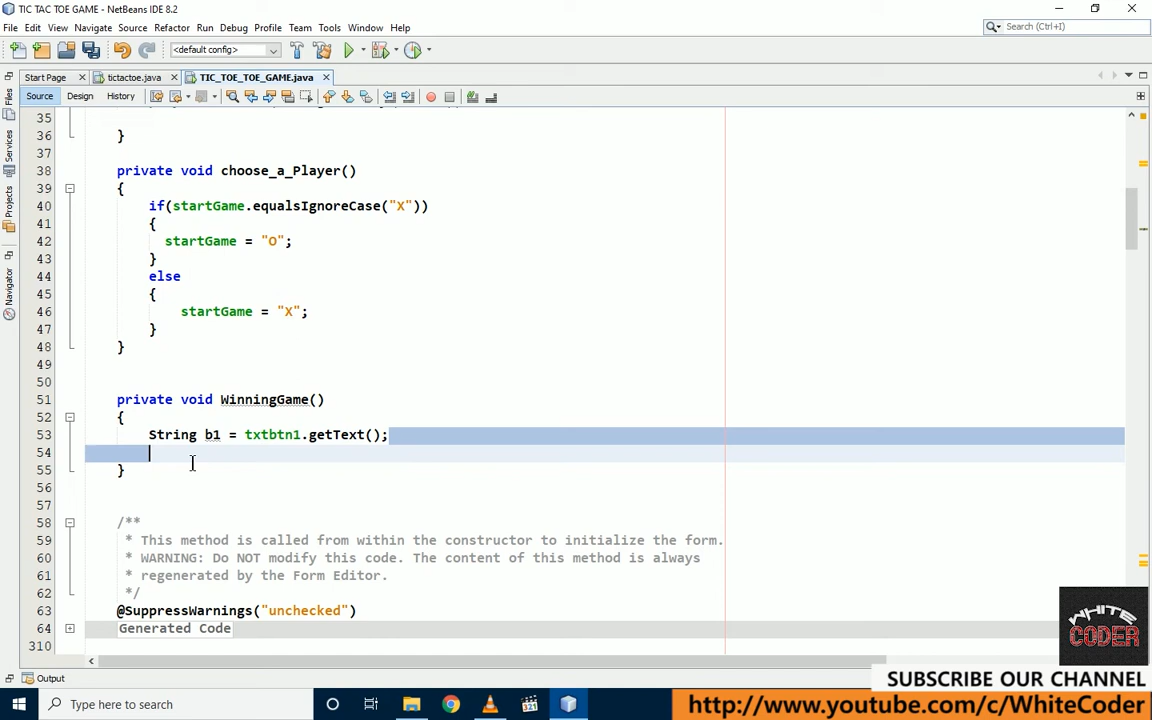 TIC TAC TOE GAME - NetBeans IDE 8.2
File Edit View Navigate Source Refactor Run Debug Profile Team Tools Window Help
Search (Ctrl+I)
<default config>
Start Page tictactoe.java TIC_TOE_TOE_GAME.java
Source Design History
Files
Services
Projects
Navigator
35
36 }
37
38 private void choose_a_Player()
39 {
40 if(startGame.equalsIgnoreCase("X"))
41 {
42 startGame = "O";
43 }
44 else
45 {
46 startGame = "X";
47 }
48 }
49
50
51 private void WinningGame()
52 {
53 String b1 = txtbtn1.getText();
54
55 }
56
57
58 /**
59 * This method is called from within the constructor to initialize the form.
60 * WARNING: Do NOT modify this code. The content of this method is always
61 * regenerated by the Form Editor.
62 */
63 @SuppressWarnings("unchecked")
64 Generated Code
310
WHITE
CODER
Output
SUBSCRIBE OUR CHANNEL
Type here to search
321
http://www.youtube.com/c/WhiteCoder